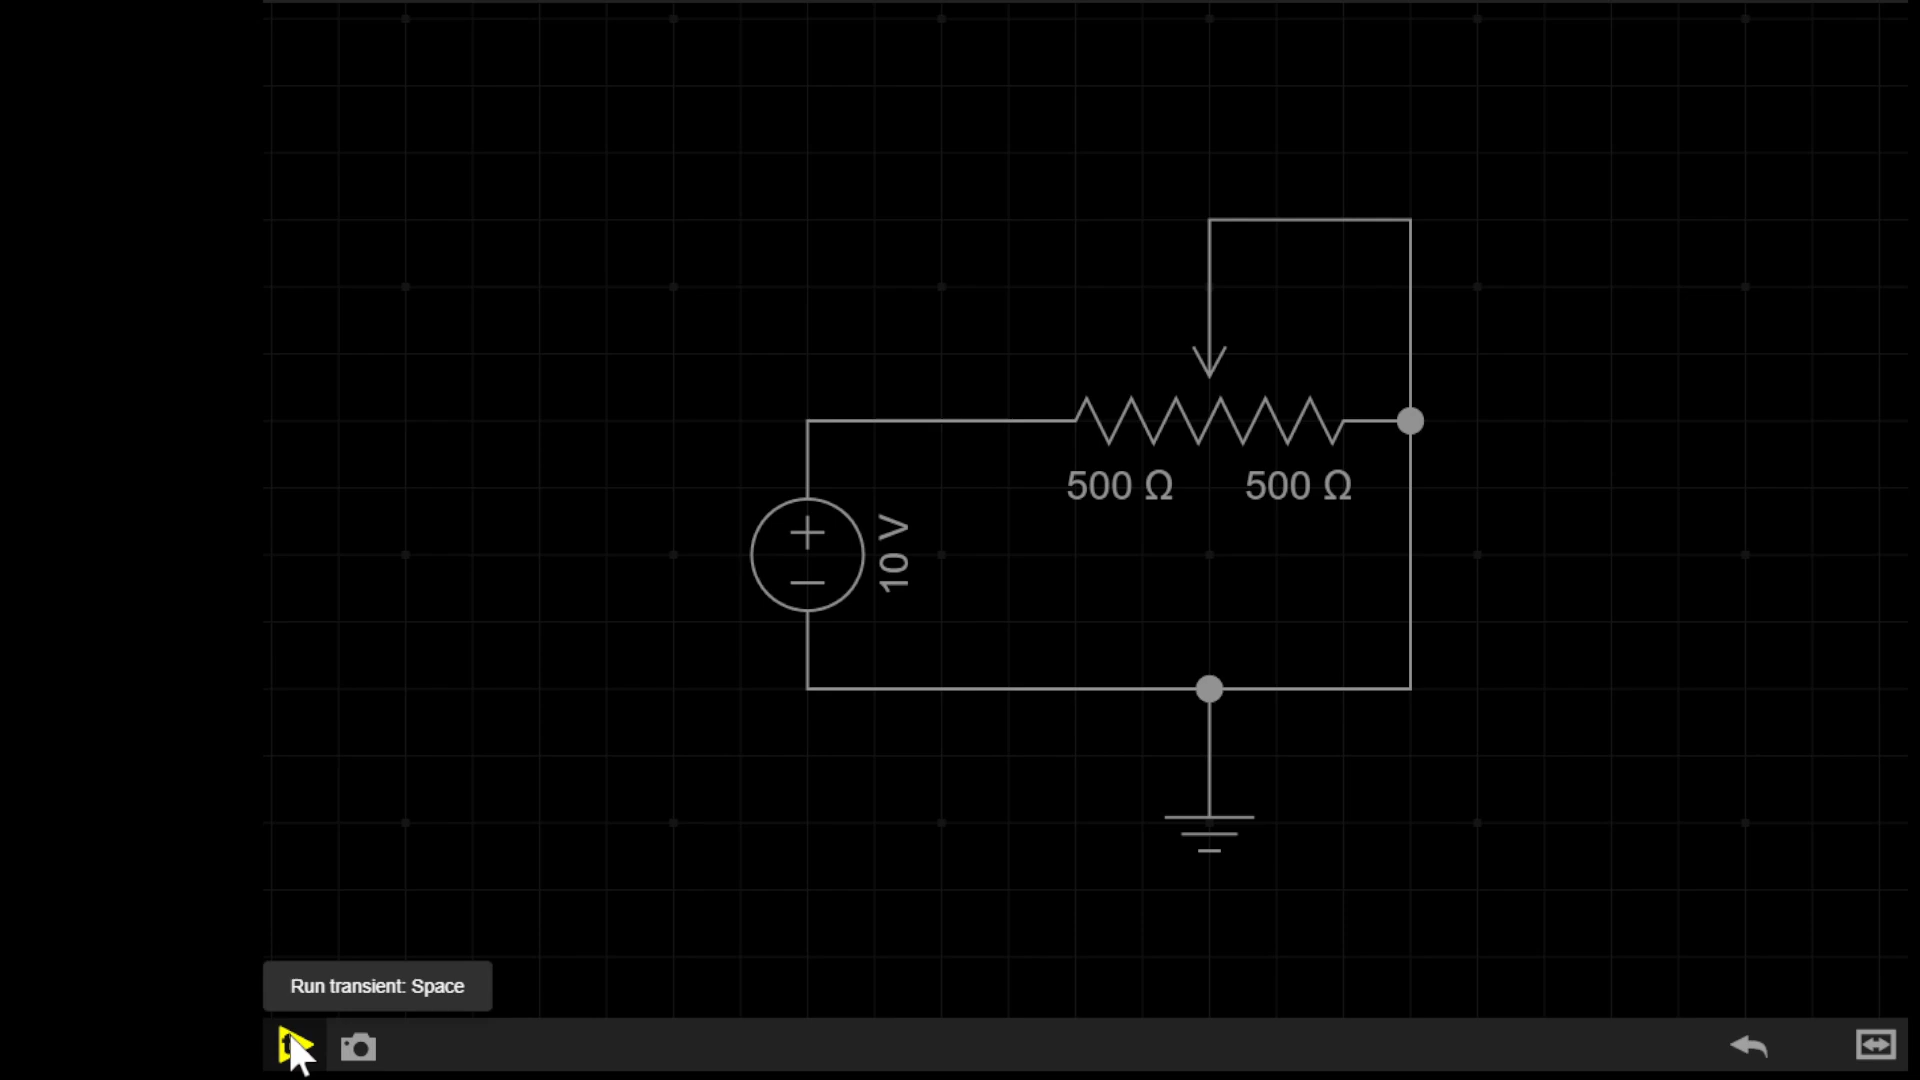 500 Ω 500 Ω
10 V
Run transient: Space